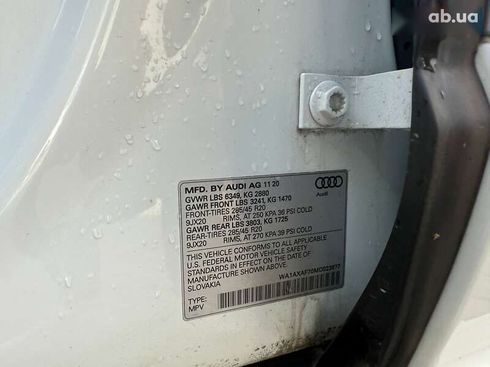 ab.ua
MFD. BY AUDI AG 11 20
GVWR LBS 6349, KG 2880
GAWR FRONT LBS 3241, KG 1470
FRONT-TIRES 285/45 R20
9JX20 RIMS, AT 250 KPA 36 PSI COLD
GAWR REAR LBS 3803, KG 1725
REAR-TIRES 285/45 R20
9JX20 RIMS, AT 270 KPA 39 PSI COLD
Audi
THIS VEHICLE CONFORMS TO ALL APPLICABLE
U.S. FEDERAL MOTOR VEHICLE SAFETY
STANDARDS IN EFFECT ON THE DATE OF
MANUFACTURE SHOWN ABOVE.
SLOVAKIA
TYPE:
MPV